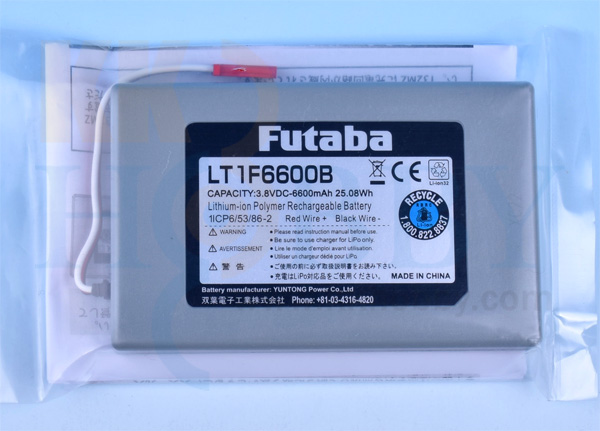 Futaba
LT1F6600B
CAPACITY:3.8VDC-6600mAh 25.08Wh
Lithium-ion Polymer Rechargeable Battery
1ICP6/53/86-2 Red Wire + Black Wire -
Li-ion32
RECYCLE
1.800.822.8837
⚠ WARNING
• Please read instruction manual before use.
• Be sure to use charger for LiPo.
⚠ AVERTISSEMENT
• Lire le mode d'emploi avant utilisation
• Utiliser un chargeur dédié pour LiPo
⚠ 警告
• ご使用の前に必ず取扱説明書をお読み下さい。
• 充電はLiPo対応品をご使用ください。
MADE IN CHINA
Battery manufacturer: YUNTONG Power Co.,Ltd
双葉電子工業株式会社 Phone: +81-03-4316-4820